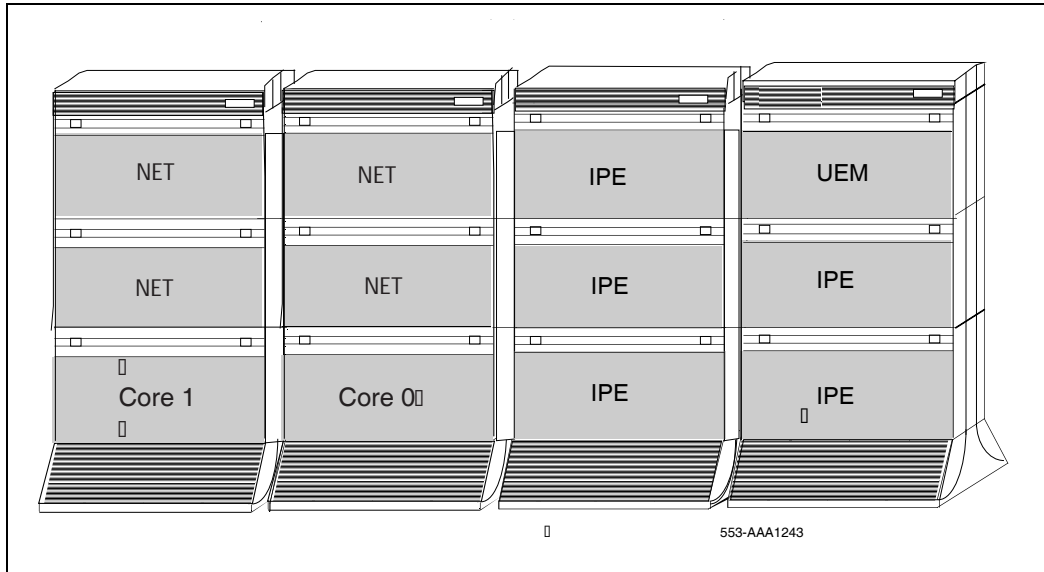 NET NET IPE UEM
NET NET IPE IPE
Core 1 Core 0 IPE IPE
553-AAA1243